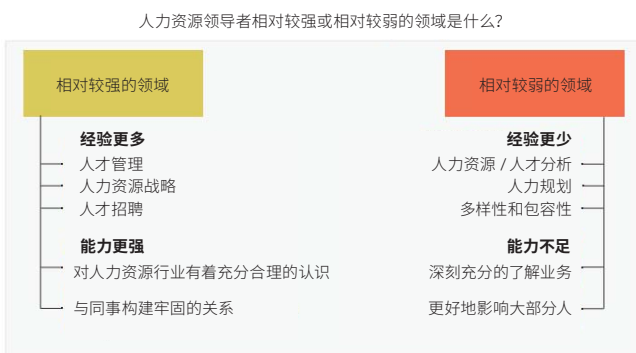 人力资源领导者相对较强或相对较弱的领域是什么?
相对较强的领域
经验更多
人才管理
人力资源战略
人才招聘
能力更强
对人力资源行业有着充分合理的认识
与同事构建牢固的关系
相对较弱的领域
经验更少
人力资源 / 人才分析
人力规划
多样性和包容性
能力不足
深刻充分的了解业务
更好地影响大部分人